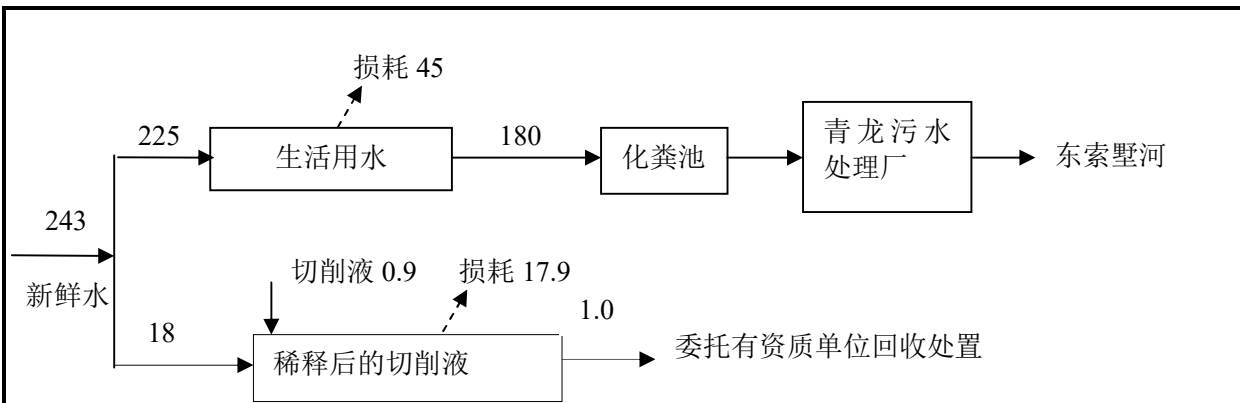 损耗 45
225
生活用水
180
化粪池
青龙污水
处理厂
东索墅河
243
新鲜水
切削液 0.9
损耗 17.9
1.0
18
稀释后的切削液
委托有资质单位回收处置